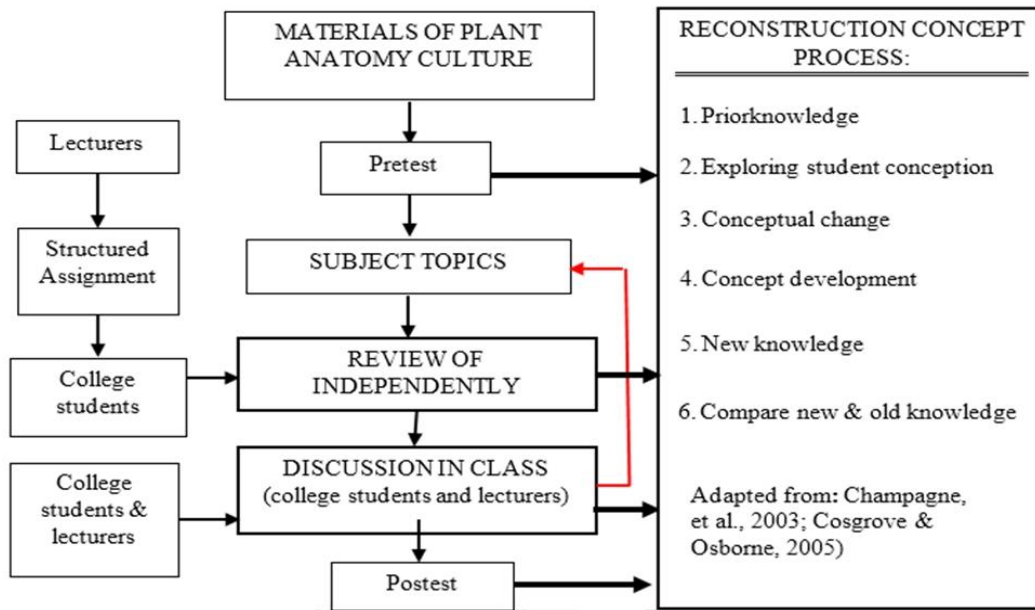 MATERIALS OF PLANT
ANATOMY CULTURE
Pretest
SUBJECT TOPICS
REVIEW OF
INDEPENDENTLY
DISCUSSION IN CLASS
(college students and lecturers)
Postest
Lecturers
Structured
Assignment
College
students
College
students &
lecturers
RECONSTRUCTION CONCEPT
PROCESS:
1. Priorknowledge
2. Exploring student conception
3. Conceptual change
4. Concept development
5. New knowledge
6. Compare new & old knowledge
Adapted from: Champagne,
et al., 2003; Cosgrove &
Osborne, 2005)